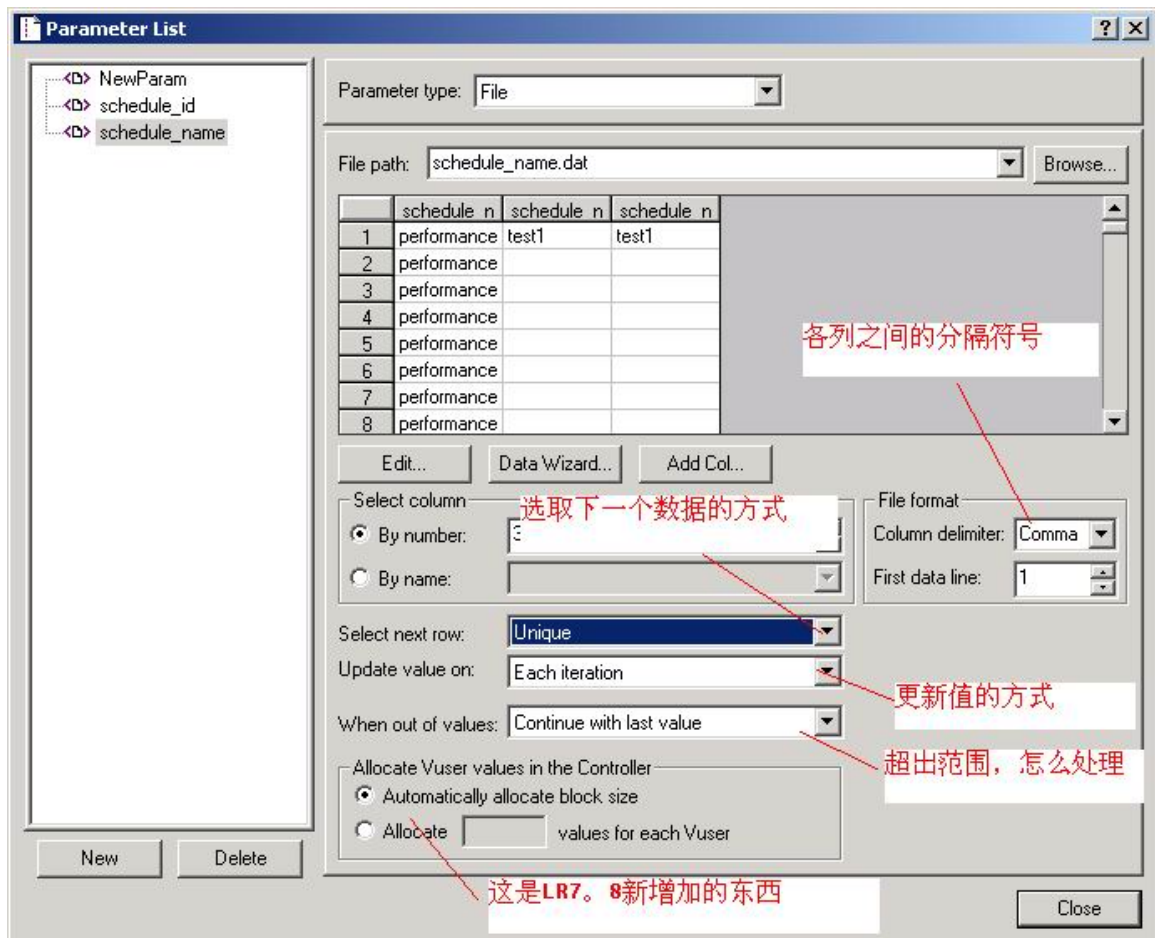 Parameter List
NewParam
schedule_id
schedule_name
Parameter type: File
File path: schedule_name.dat Browse...
schedule_n schedule_n schedule_n
1 performance test1 test1
2 performance
3 performance
4 performance
5 performance
6 performance
7 performance
8 performance
各列之间的分隔符号
Edit... Data Wizard... Add Col...
Select column
选取下一个数据的方式
By number: 3
By name:
File format
Column delimiter: Comma
First data line: 1
Select next row: Unique
Update value on: Each iteration
更新值的方式
When out of values: Continue with last value
超出范围，怎么处理
Allocate Vuser values in the Controller
Automatically allocate block size
Allocate values for each Vuser
New Delete
这是LR7。8新增加的东西
Close